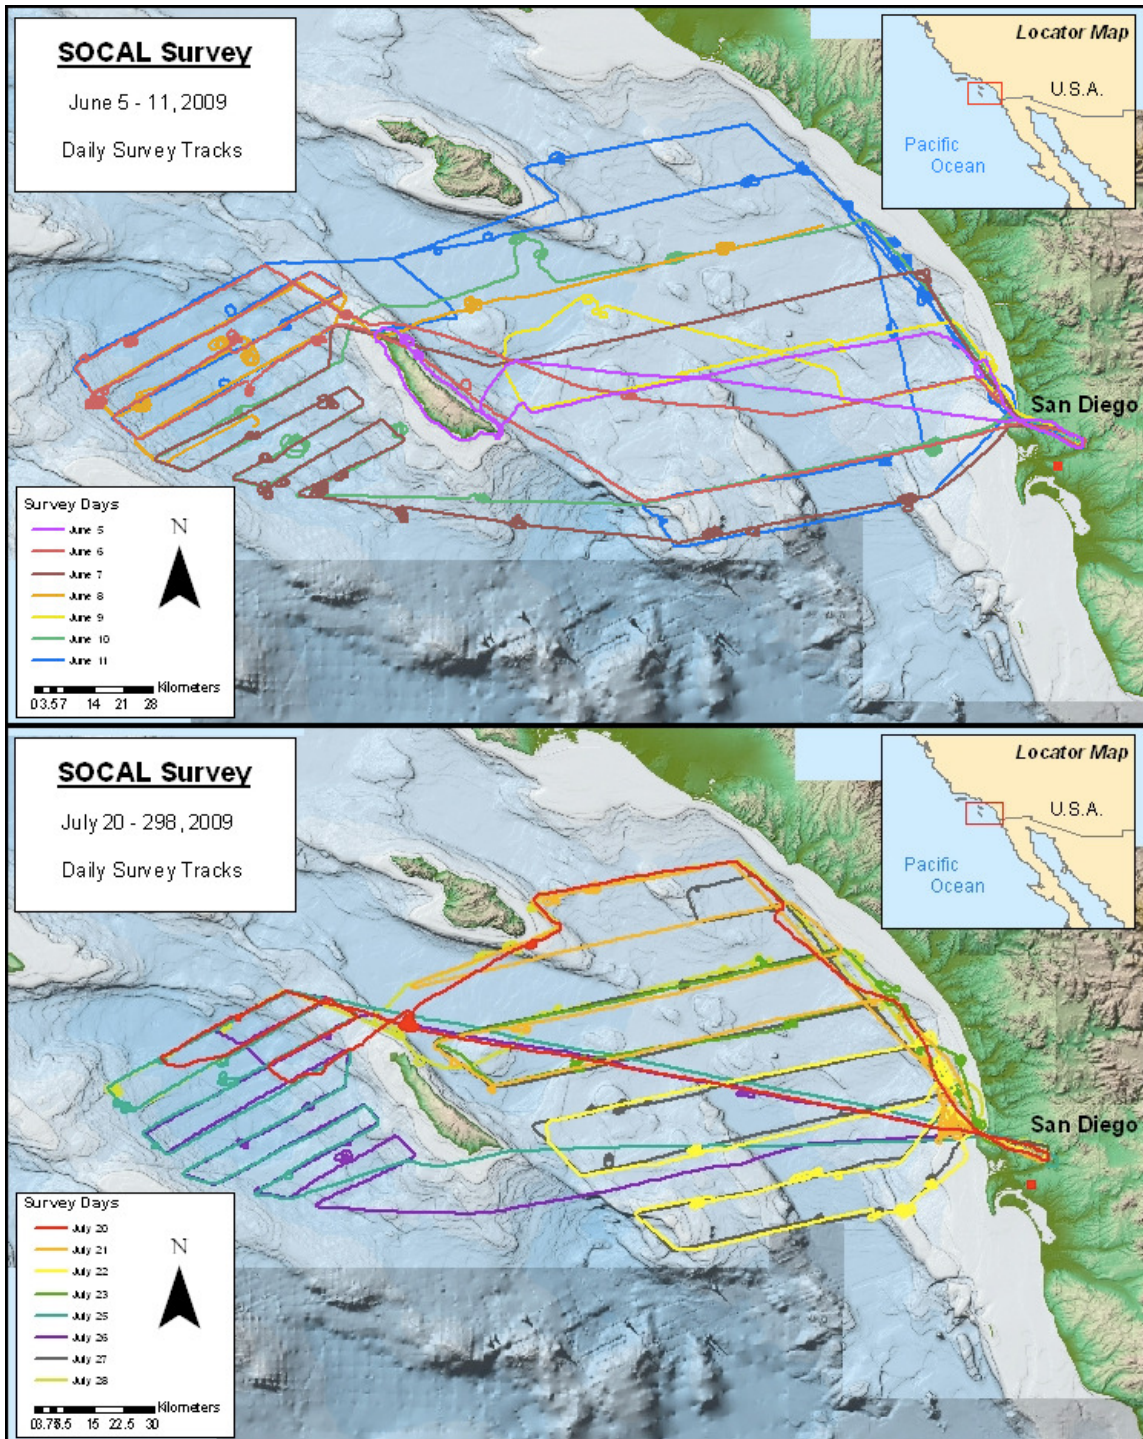 SOCAL Survey
June 5 - 11, 2009
Daily Survey Tracks
Locator Map
U.S.A.
Pacific
Ocean
San Diego
Survey Days
June 5
June 6
June 7
June 8
June 9
June 10
June 11
N
Kilometers
0 3.5 7 14 21 28
SOCAL Survey
July 20 - 298, 2009
Daily Survey Tracks
Locator Map
U.S.A.
Pacific
Ocean
San Diego
Survey Days
July 20
July 21
July 22
July 23
July 25
July 26
July 27
July 28
N
Kilometers
0 3.75 7.5 15 22.5 30